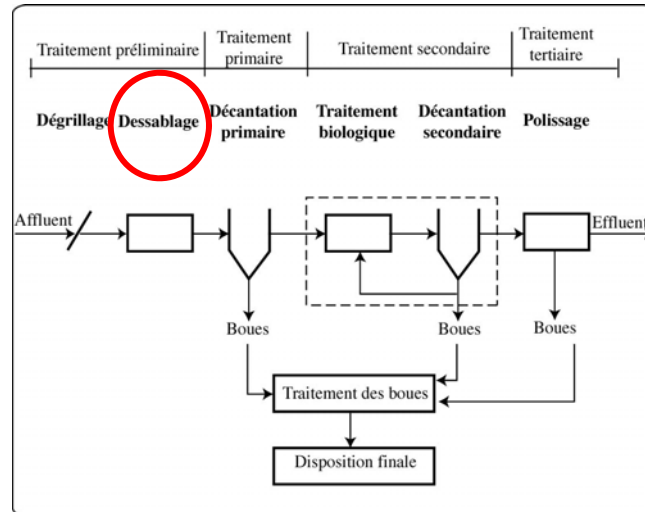 Traitement préliminaire
Traitement
primaire
Traitement secondaire
Traitement
tertiaire
Dégrillage
Dessablage
Décantation
primaire
Traitement
biologique
Décantation
secondaire
Polissage
Affluent
Effluent
Boues
Boues
Boues
Traitement des boues
Disposition finale